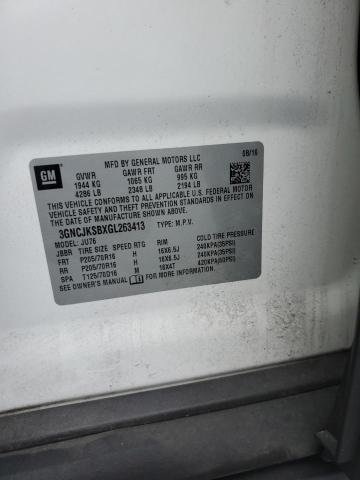 GM
MFD BY GENERAL MOTORS LLC 08/16
GVWR GAWR FRT GAWR RR
1944 KG 1065 KG 995 KG
4286 LB 2348 LB 2194 LB
THIS VEHICLE CONFORMS TO ALL APPLICABLE U.S. FEDERAL MOTOR
VEHICLE SAFETY AND THEFT PREVENTION STANDARDS IN EFFECT ON
THE DATE OF MANUFACTURE SHOWN ABOVE.
3GNCJKSBXGL263413 TYPE: M.P.V.
MODEL: JU76
JBBR TIRE SIZE SPEED RTG RIM COLD TIRE PRESSURE
FRT P205/70R16 H 16X6.5J 240KPA(35PSI)
RR P205/70R16 H 16X6.5J 240KPA(35PSI)
SPA T125/70D16 M 16X4T 420KPA(60PSI)
SEE OWNER'S MANUAL